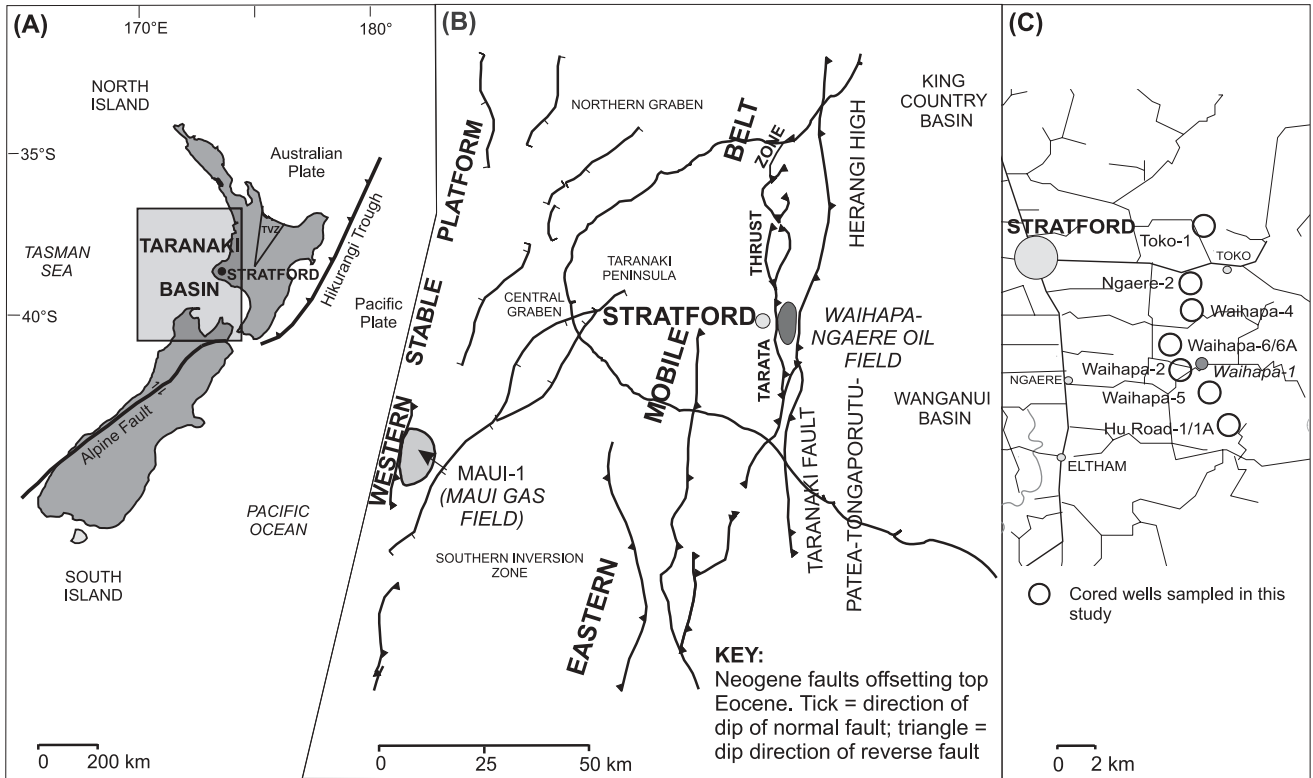 (A)
170°E
180°
NORTH
ISLAND
35°S
Australian
Plate
TASMAN
SEA
TVZ
TARANAKI
STRATFORD
BASIN
Hikurangi Trough
Pacific
Plate
40°S
Alpine Fault
PACIFIC
OCEAN
SOUTH
ISLAND
0 200 km
(B)
NORTHERN GRABEN
BELT
ZONE
KING
COUNTRY
BASIN
PLATFORM
HERANGI HIGH
THRUST
TARANAKI
PENINSULA
CENTRAL
GRABEN
STRATFORD
WAIHAPA-
NGAERE OIL
FIELD
STABLE
MOBILE
TARATA
WANGANUI
BASIN
WESTERN
MAUI-1
(MAUI GAS
FIELD)
TARANAKI FAULT
PATEA-TONGAPORUTU-
SOUTHERN INVERSION
ZONE
EASTERN
KEY:
Neogene faults offsetting top
Eocene. Tick = direction of
dip of normal fault; triangle =
dip direction of reverse fault
0 25 50 km
(C)
STRATFORD
Toko-1
TOKO
Ngaere-2
Waihapa-4
Waihapa-6/6A
Waihapa-2
Waihapa-1
NGAERE
Waihapa-5
Hu Road-1/1A
ELTHAM
Cored wells sampled in this
study
0 2 km